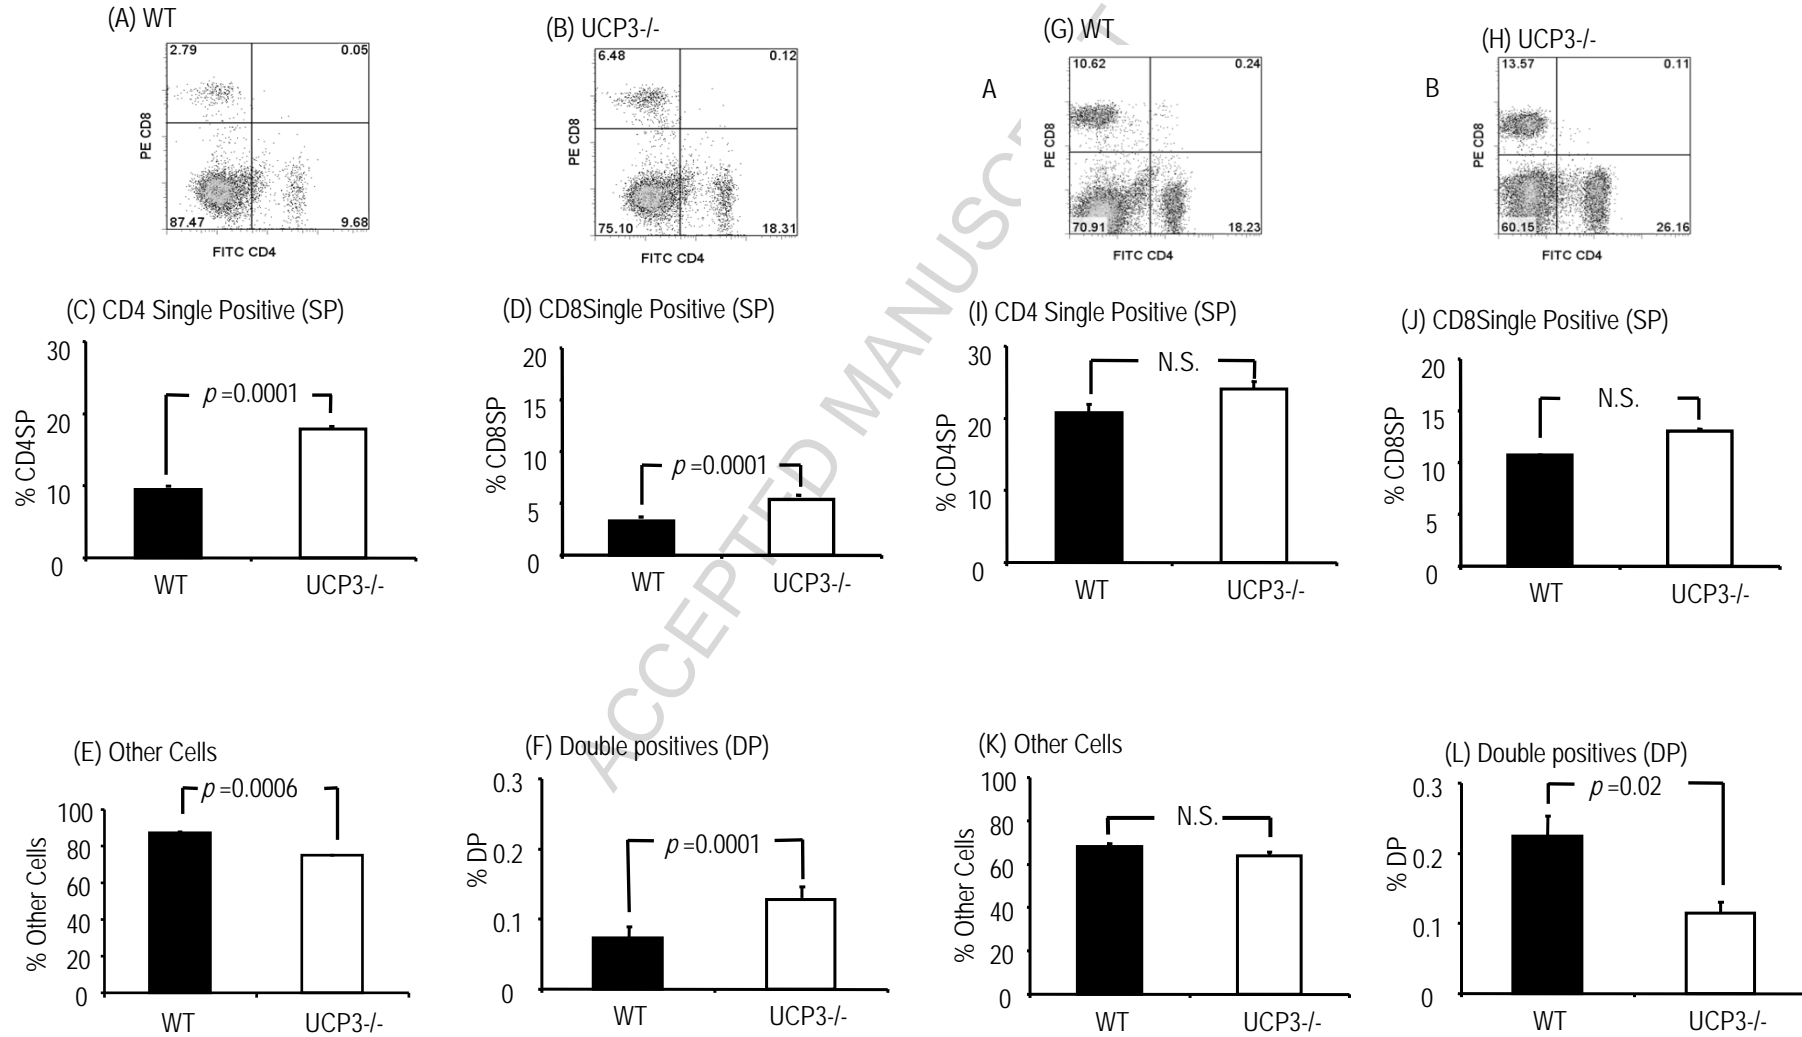 (A) WT
(B) UCP3-/-
(G) WT
(H) UCP3-/-
2.79 0.05
PE CD8
87.47 9.68
FITC CD4
6.48 0.12
PE CD8
75.10 18.31
FITC CD4
A
10.62 0.24
PE CD8
70.91 18.23
FITC CD4
B
13.57 0.11
PE CD8
60.15 26.16
FITC CD4
ACCEPTED MANUSCRIPT
(C) CD4 Single Positive (SP)
% CD4SP
30
20
10
0
p=0.0001
WT UCP3-/-
(D) CD8Single Positive (SP)
% CD8SP
20
15
10
5
0
p=0.0001
WT UCP3-/-
(I) CD4 Single Positive (SP)
% CD4SP
30
20
10
0
N.S.
WT UCP3-/-
(J) CD8Single Positive (SP)
% CD8SP
20
15
10
5
0
N.S.
WT UCP3-/-
(E) Other Cells
% Other Cells
100
80
60
40
20
0
p=0.0006
WT UCP3-/-
(F) Double positives (DP)
% DP
0.3
0.2
0.1
0
p=0.0001
WT UCP3-/-
(K) Other Cells
% Other Cells
100
80
60
40
20
0
N.S.
WT UCP3-/-
(L) Double positives (DP)
% DP
0.3
0.2
0.1
0
p=0.02
WT UCP3-/-